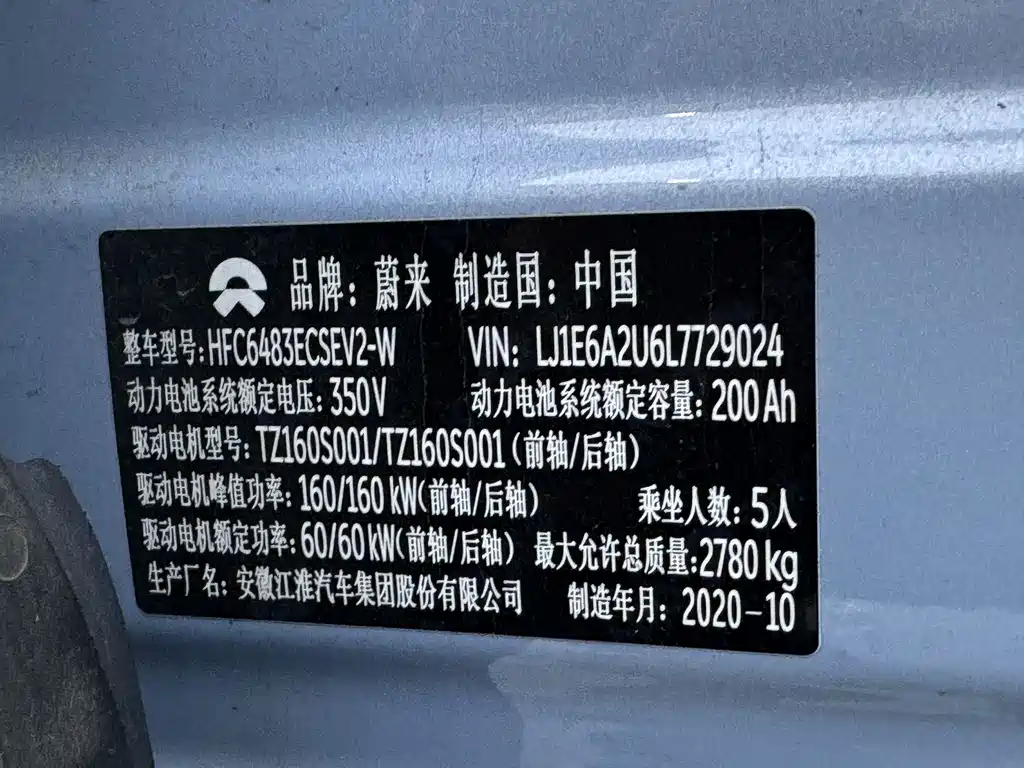 品牌：蔚来 制造国：中国
整车型号：HFC6483ECSEV2-W VIN：LJ1E6A2U6L7729024
动力电池系统额定电压：350V 动力电池系统额定容量：200Ah
驱动电机型号：TZ160S001/TZ160S001（前轴/后轴）
驱动电机峰值功率：160/160 kW（前轴/后轴） 乘坐人数：5人
驱动电机额定功率：60/60kW（前轴/后轴） 最大允许总质量：2780 kg
生产厂名：安徽江淮汽车集团股份有限公司 制造年月：2020-10